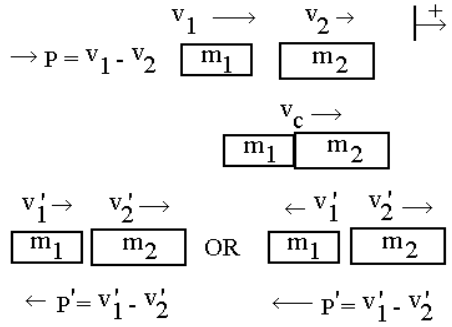 v₁ → v₂ → +
→ P = v₁ - v₂ m₁ m₂
v꜀ →
m₁ m₂
v₁' → v₂' → ← v₁' v₂' →
m₁ m₂ OR m₁ m₂
← P' = v₁' - v₂' ← P' = v₁' - v₂'